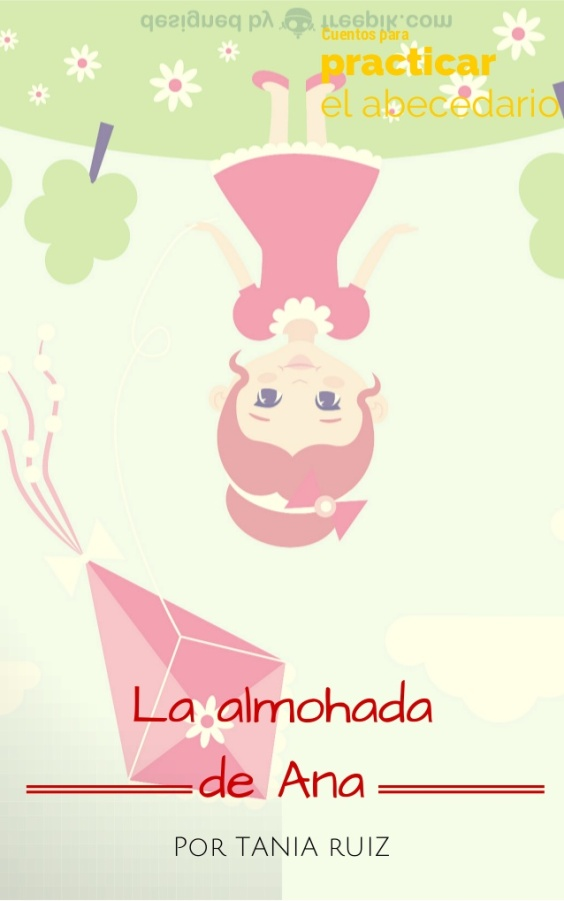 designed by freepik.com
Cuentos para
practicar
el abecedario
La almohada
de Ana
Por TANIA RUIZ